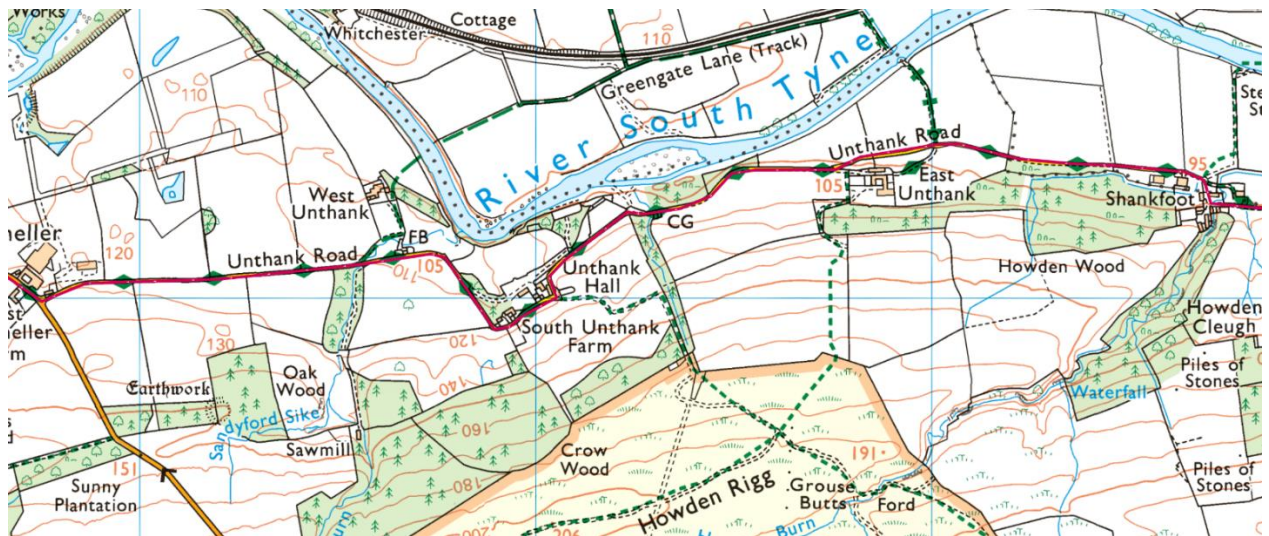 Works
Whitchester
Cottage
110
Greengate Lane (Track)
River South Tyne
110
Unthank Road
95
105
East
Unthank
Shankfoot
West
Unthank
FB
CG
120
Unthank Road
110
105
Unthank
Hall
Howden Wood
South Unthank
Farm
120
130
140
Howden
Cleugh
Piles of
Stones
Earthwork
Oak
Wood
Waterfall
Sandyford Sike
Sawmill
160
Crow
Wood
151
Sunny
Plantation
180
Howden Rigg
191
Grouse
Butts
Ford
Piles of
Stones
Burn
200
206